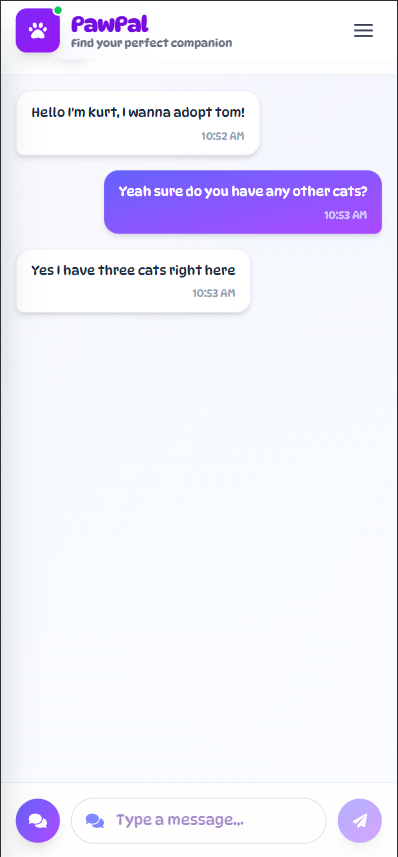 PawPal
Find your perfect companion
Hello I'm kurt, I wanna adopt tom!
10:52 AM
Yeah sure do you have any other cats?
10:53 AM
Yes I have three cats right here
10:53 AM
Type a message...